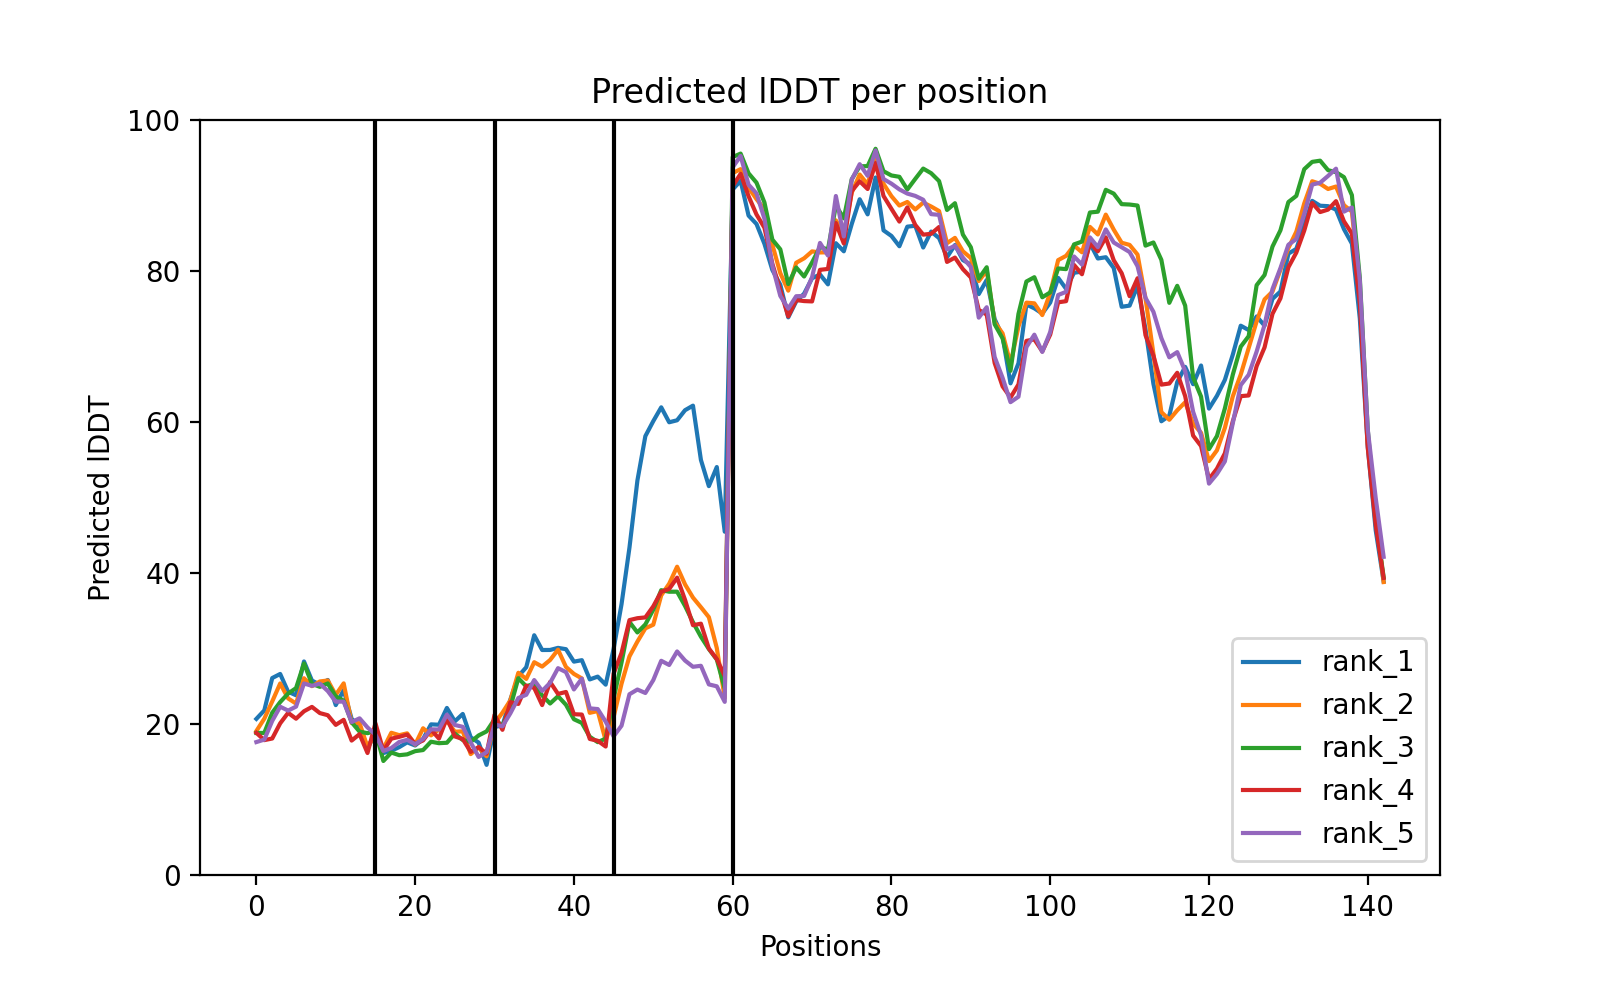 Predicted lDDT per position
100
80
60
40
20
0
Predicted lDDT
0 20 40 60 80 100 120 140
Positions
rank_1
rank_2
rank_3
rank_4
rank_5